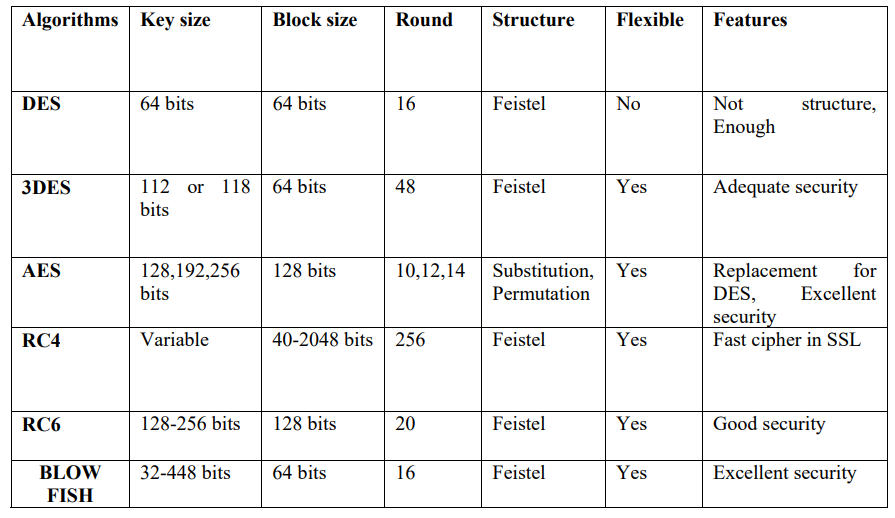 Algorithms Key size Block size Round Structure Flexible Features
DES 64 bits 64 bits 16 Feistel No Not structure,
Enough
3DES 112 or 118 64 bits 48 Feistel Yes Adequate security
bits
AES 128,192,256 128 bits 10,12,14 Substitution, Yes Replacement for
bits Permutation DES, Excellent
security
RC4 Variable 40-2048 bits 256 Feistel Yes Fast cipher in SSL
RC6 128-256 bits 128 bits 20 Feistel Yes Good security
BLOW 32-448 bits 64 bits 16 Feistel Yes Excellent security
FISH